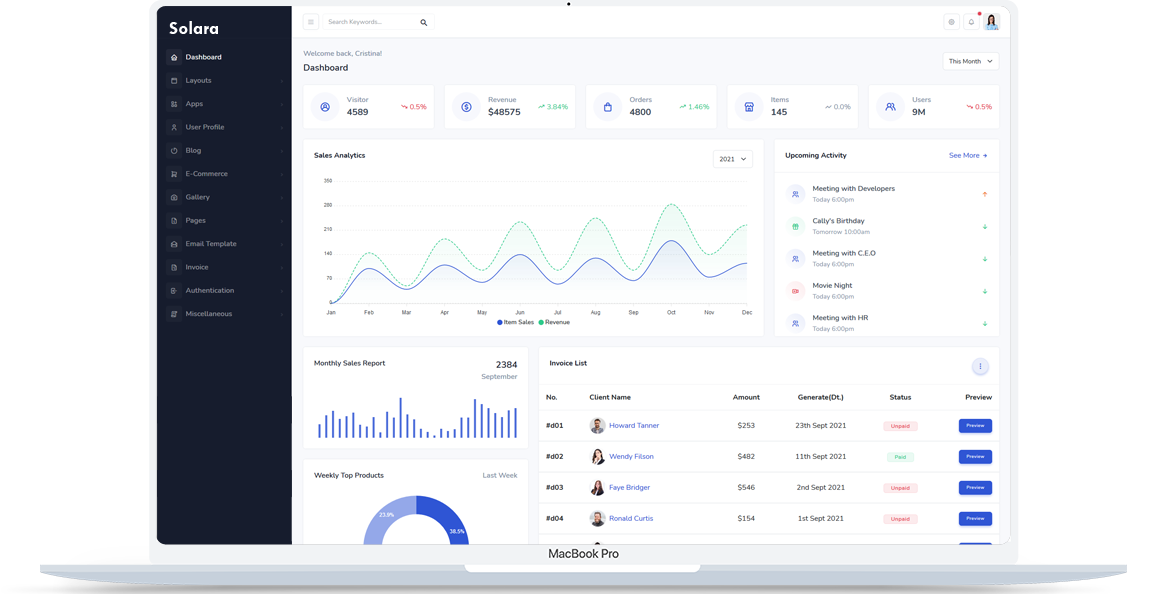 Solara
Search Keywords...
Dashboard
Layouts
Apps
User Profile
Blog
E-Commerce
Gallery
Pages
Email Template
Invoice
Authentication
Miscellaneous
Welcome back, Cristina!
Dashboard
This Month
Visitor
4589
0.5%
Revenue
$48575
3.84%
Orders
4800
1.46%
Items
145
0.0%
Users
9M
0.5%
Sales Analytics
2021
350
280
210
140
70
0
Jan Feb Mar Apr May Jun Jul Aug Sep Oct Nov Dec
Item Sales Revenue
Upcoming Activity
See More
Meeting with Developers
Today 6:00pm
Cally's Birthday
Tomorrow 10:00am
Meeting with C.E.O
Today 6:00pm
Movie Night
Today 6:00pm
Meeting with HR
Today 6:00pm
Monthly Sales Report
2384
September
Weekly Top Products
Last Week
23.9%
38.5%
Invoice List
No. Client Name Amount Generate(Dt.) Status Preview
#d01 Howard Tanner $253 23th Sept 2021 Unpaid Preview
#d02 Wendy Filson $482 11th Sept 2021 Paid Preview
#d03 Faye Bridger $546 2nd Sept 2021 Unpaid Preview
#d04 Ronald Curtis $154 1st Sept 2021 Unpaid Preview
MacBook Pro